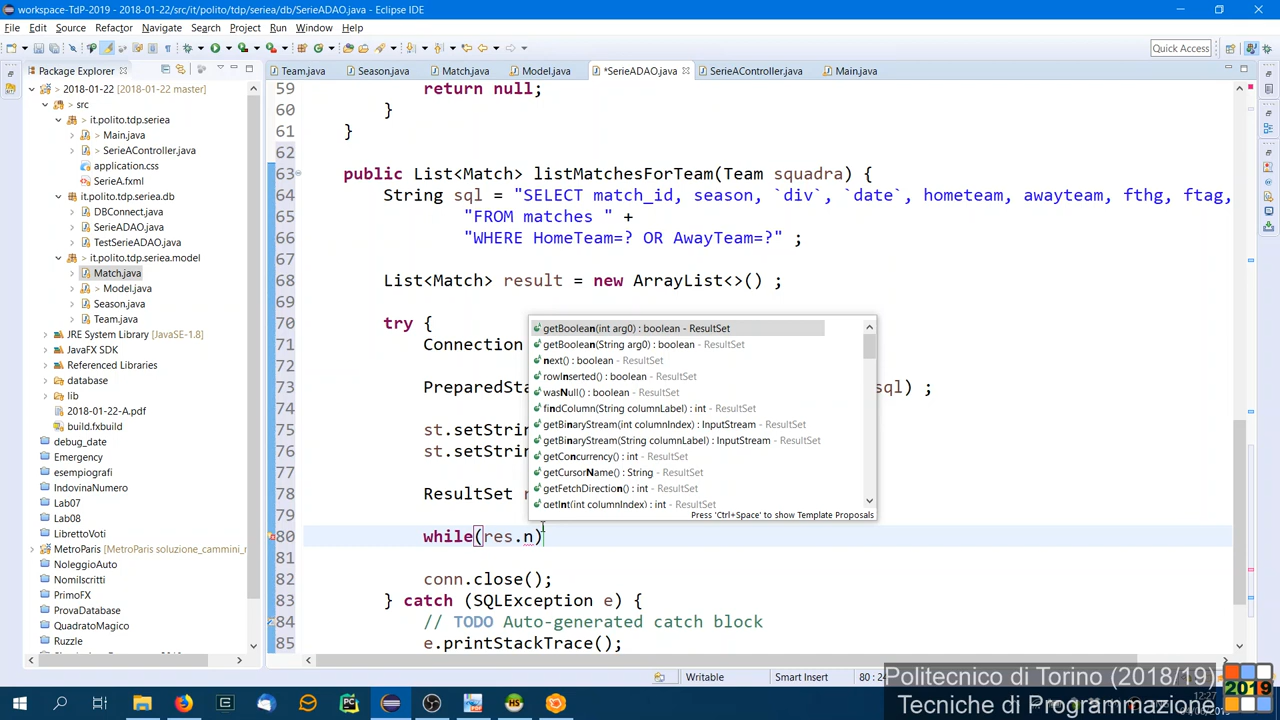 workspace-TdP-2019 - 2018-01-22/src/it/polito/tdp/seriea/db/SerieADAO.java - Eclipse IDE
File Edit Source Refactor Navigate Search Project Run Window Help
Quick Access
Package Explorer
Team.java Season.java Match.java Model.java *SerieADAO.java SerieAController.java Main.java
2018-01-22 [2018-01-22 master]
src
it.polito.tdp.seriea
> Main.java
> SerieAController.java
application.css
SerieA.fxml
it.polito.tdp.seriea.db
DBConnect.java
SerieADAO.java
TestSerieADAO.java
it.polito.tdp.seriea.model
Match.java
> Model.java
Season.java
Team.java
JRE System Library [JavaSE-1.8]
JavaFX SDK
Referenced Libraries
database
lib
2018-01-22-A.pdf
build.fxbuild
debug_date
Emergency
esempiografi
IndovinaNumero
Lab07
Lab08
LibrettoVoti
MetroParis [MetroParis soluzione_cammini_r
NoleggioAuto
NomiIscritti
PrimoFX
ProvaDatabase
QuadratoMagico
Ruzzle
59 return null;
60 }
61 }
62
63 public List<Match> listMatchesForTeam(Team squadra) {
64 String sql = "SELECT match_id, season, `div`, `date`, hometeam, awayteam, fthg, ftag,
65 "FROM matches " +
66 "WHERE HomeTeam=? OR AwayTeam=?" ;
67
68 List<Match> result = new ArrayList<>() ;
69
70 try {
71 Connection
72
73 PreparedSta sql) ;
74
75 st.setStrin
76 st.setStrin
77
78 ResultSet r
79
80 while(res.n)
81
82 conn.close();
83 } catch (SQLException e) {
84 // TODO Auto-generated catch block
85 e.printStackTrace();
getBoolean(int arg0) : boolean - ResultSet
getBoolean(String arg0) : boolean - ResultSet
next() : boolean - ResultSet
rowInserted() : boolean - ResultSet
wasNull() : boolean - ResultSet
findColumn(String columnLabel) : int - ResultSet
getBinaryStream(int columnIndex) : InputStream - ResultSet
getBinaryStream(String columnLabel) : InputStream - ResultSet
getConcurrency() : int - ResultSet
getCursorName() : String - ResultSet
getFetchDirection() : int - ResultSet
getInt(int columnIndex) : int - ResultSet
Press 'Ctrl+Space' to show Template Proposals
Writable Smart Insert 80 : 24
Politecnico di Torino (2018/19)
Tecniche di Programmazione
2019
12:27